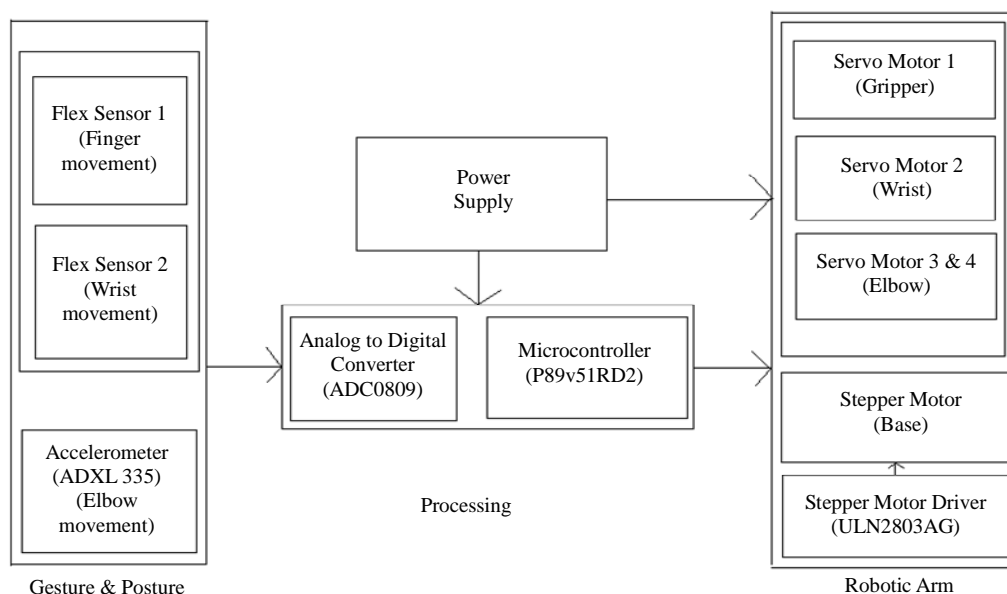 Flex Sensor 1
(Finger
movement)
Flex Sensor 2
(Wrist
movement)
Accelerometer
(ADXL 335)
(Elbow
movement)
Gesture & Posture
Power
Supply
Analog to Digital
Converter
(ADC0809)
Microcontroller
(P89v51RD2)
Processing
Servo Motor 1
(Gripper)
Servo Motor 2
(Wrist)
Servo Motor 3 & 4
(Elbow)
Stepper Motor
(Base)
Stepper Motor Driver
(ULN2803AG)
Robotic Arm